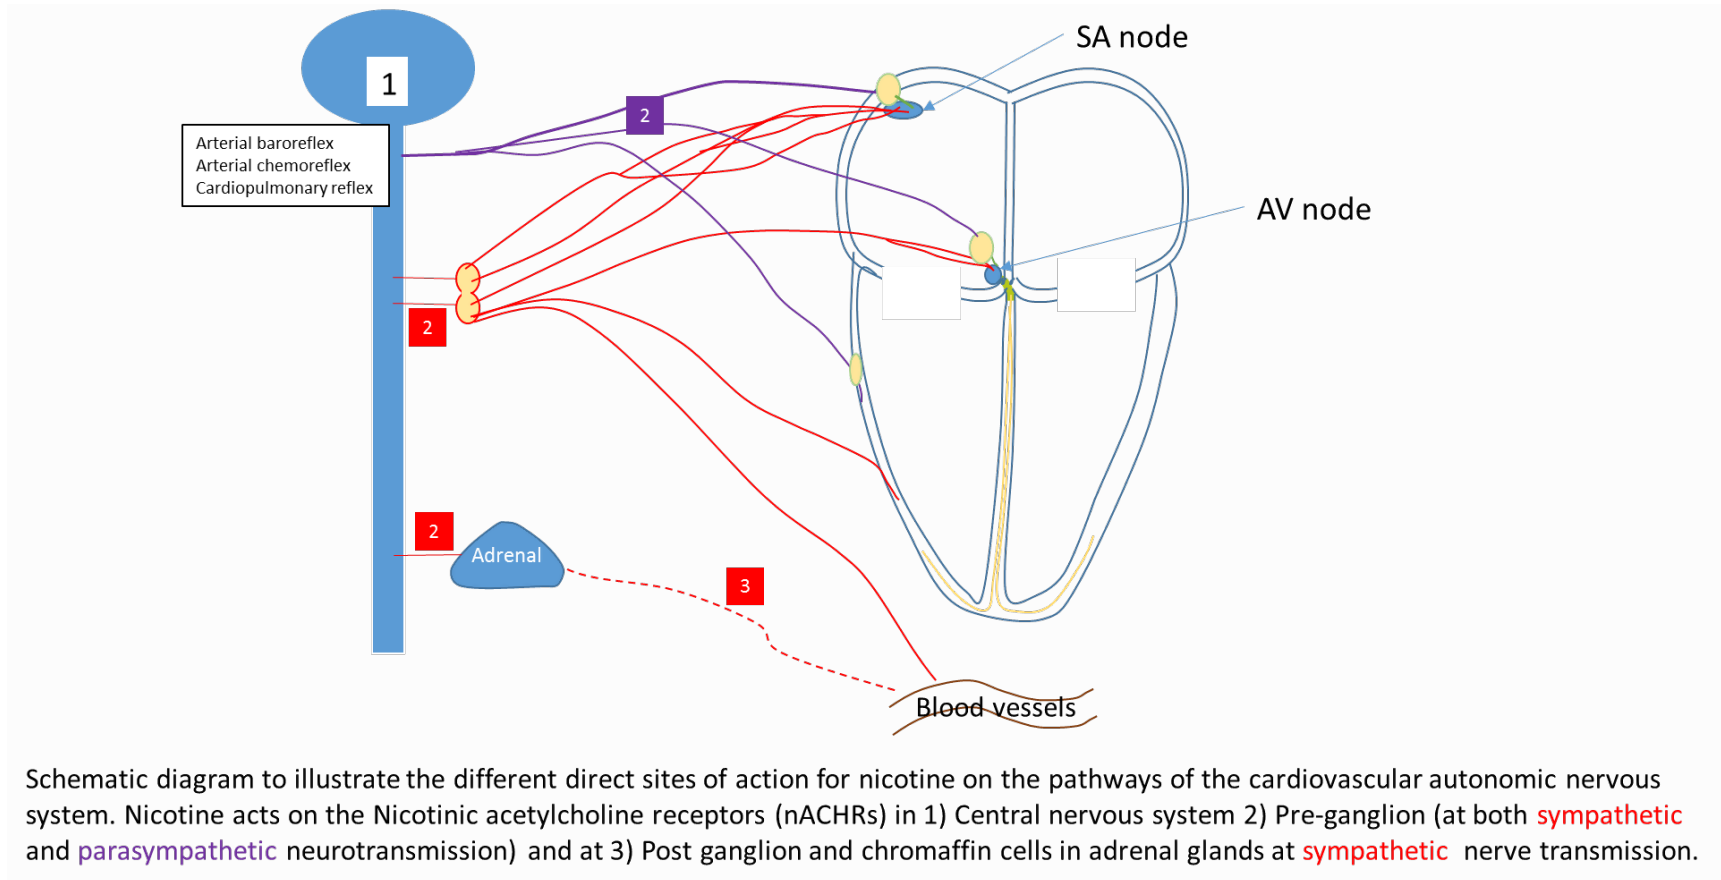 SA node
1
2
Arterial baroreflex
Arterial chemoreflex
Cardiopulmonary reflex
AV node
2
2
Adrenal
3
Blood vessels
Schematic diagram to illustrate the different direct sites of action for nicotine on the pathways of the cardiovascular autonomic nervous
system. Nicotine acts on the Nicotinic acetylcholine receptors (nACHRs) in 1) Central nervous system 2) Pre-ganglion (at both sympathetic
and parasympathetic neurotransmission) and at 3) Post ganglion and chromaffin cells in adrenal glands at sympathetic nerve transmission.